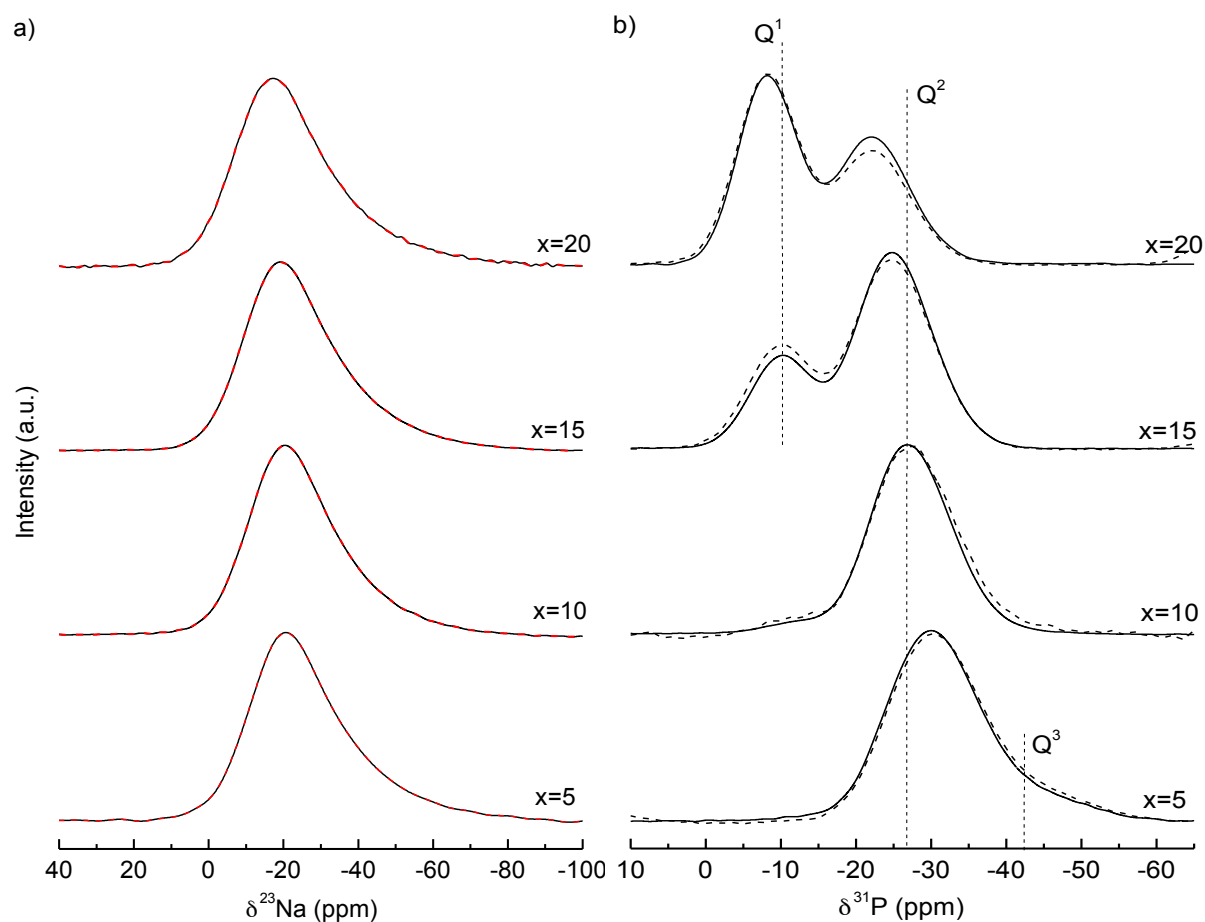 a)
b)
Q¹
Q²
x=20
x=20
x=15
x=15
x=10
x=10
Q³
x=5
x=5
Intensity (a.u.)
40 20 0 -20 -40 -60 -80 -100
10 0 -10 -20 -30 -40 -50 -60
δ²³Na (ppm)
δ³¹P (ppm)